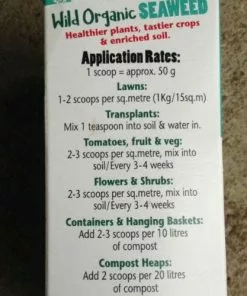 Wild Organic SEAWEED
Healthier plants, tastier crops
& enriched soil.
Application Rates:
1 scoop = approx. 50 g
Lawns:
1-2 scoops per sq.metre (1Kg/15sq.m)
Transplants:
Mix 1 teaspoon into soil & water in.
Tomatoes, fruit & veg:
2-3 scoops per sq.metre, mix into
soil/Every 3-4 weeks
Flowers & Shrubs:
2-3 scoops per sq.metre, mix into
soil/Every 3-4 weeks
Containers & Hanging Baskets:
Add 2-3 scoops per 10 litres
of compost
Compost Heaps:
Add 2 scoops per 20 litres
of compost